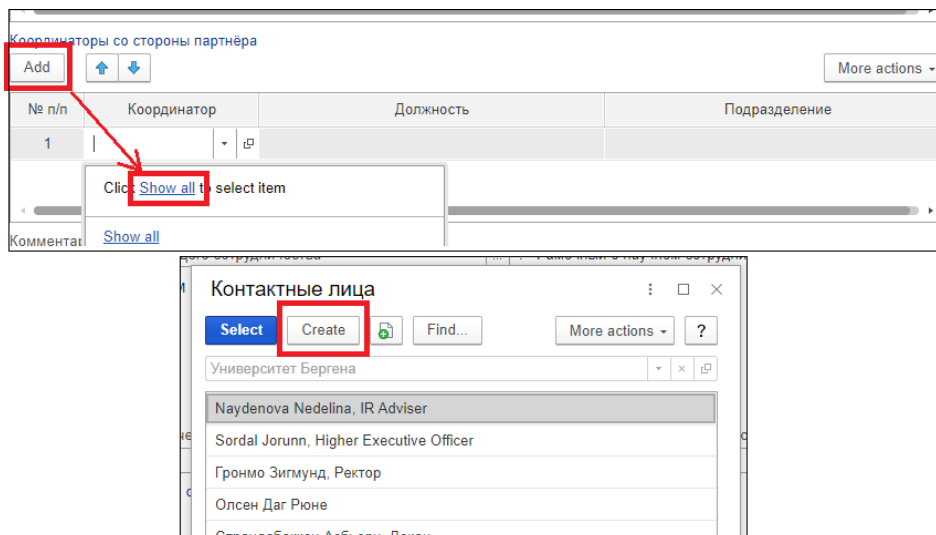 Координаторы со стороны партнёра
Add
More actions
№ п/п Координатор Должность Подразделение
1
Click Show all to select item
Show all
Контактные лица
Select Create Find... More actions ?
Университет Бергена
Naydenova Nedelina, IR Adviser
Sordal Jorunn, Higher Executive Officer
Гронмо Зигмунд, Ректор
Олсен Даг Рюне